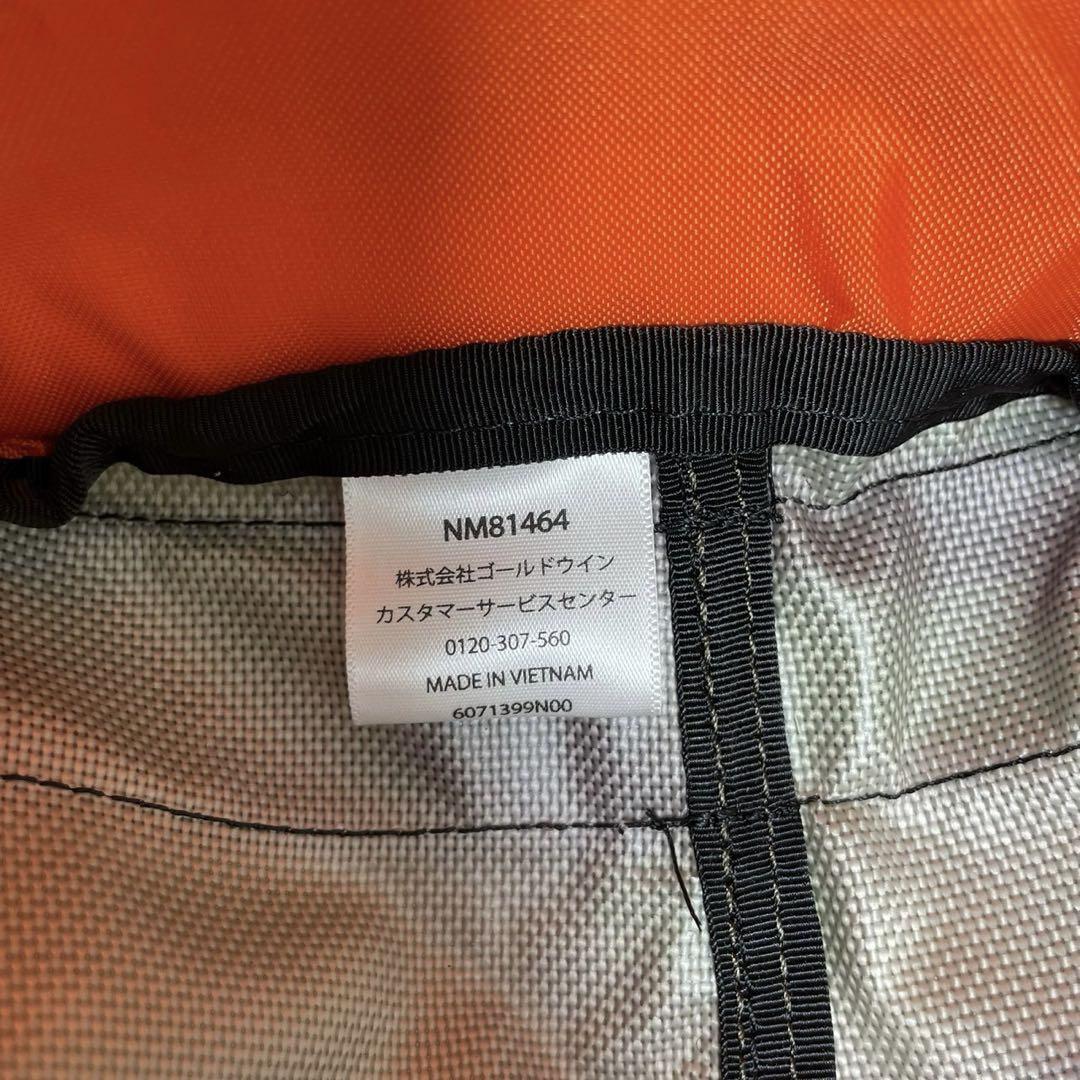 NM81464
株式会社ゴールドウイン
カスタマーサービスセンター
0120-307-560
MADE IN VIETNAM
6071399N00